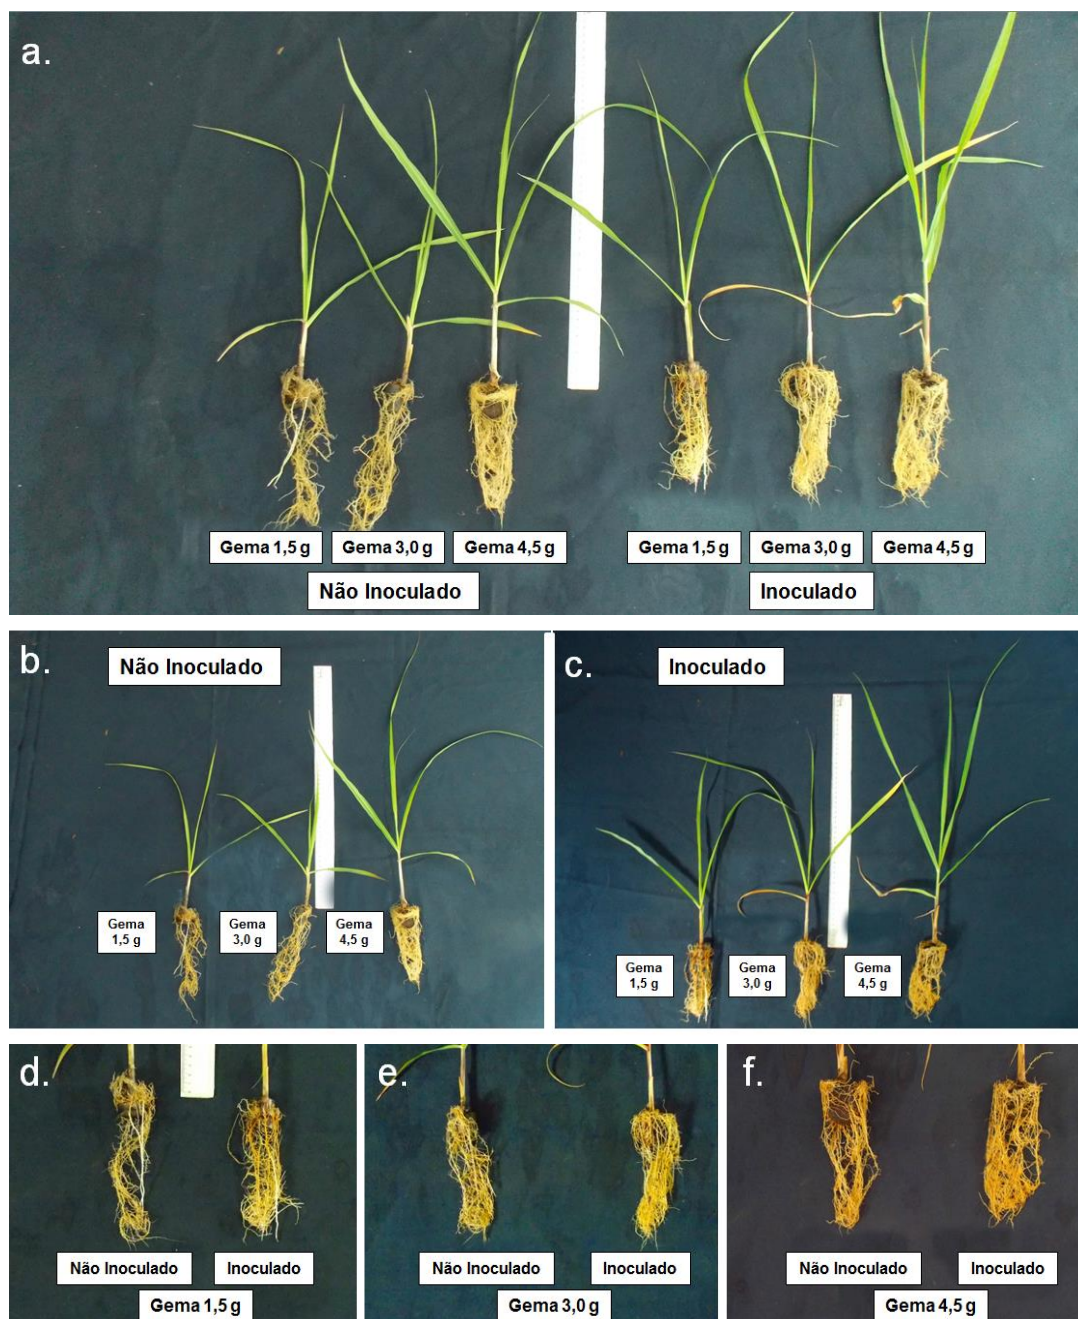 a.
Gema 1,5 g
Gema 3,0 g
Gema 4,5 g
Gema 1,5 g
Gema 3,0 g
Gema 4,5 g
Não Inoculado
Inoculado
b.
Não Inoculado
Gema
1,5 g
Gema
3,0 g
Gema
4,5 g
c.
Inoculado
Gema
1,5 g
Gema
3,0 g
Gema
4,5 g
d.
Não Inoculado
Inoculado
Gema 1,5 g
e.
Não Inoculado
Inoculado
Gema 3,0 g
f.
Não Inoculado
Inoculado
Gema 4,5 g